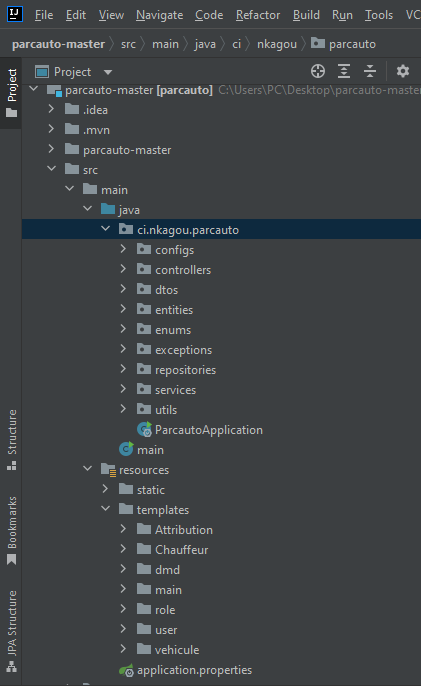 IJ File Edit View Navigate Code Refactor Build Run Tools VC
parcauto-master src main java ci nkagou parcauto
Project
Project
parcauto-master [parcauto] C:\Users\PC\Desktop\parcauto-master
.idea
.mvn
parcauto-master
src
main
java
ci.nkagou.parcauto
configs
controllers
dtos
entities
enums
exceptions
repositories
services
utils
ParcautoApplication
main
resources
static
templates
Attribution
Chauffeur
dmd
main
role
user
vehicule
application.properties
Structure
Bookmarks
JPA Structure